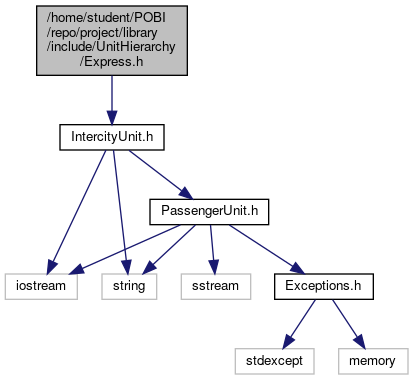 /home/student/POBI
/repo/project/library
/include/UnitHierarchy
/Express.h
IntercityUnit.h
PassengerUnit.h
iostream
string
sstream
Exceptions.h
stdexcept
memory